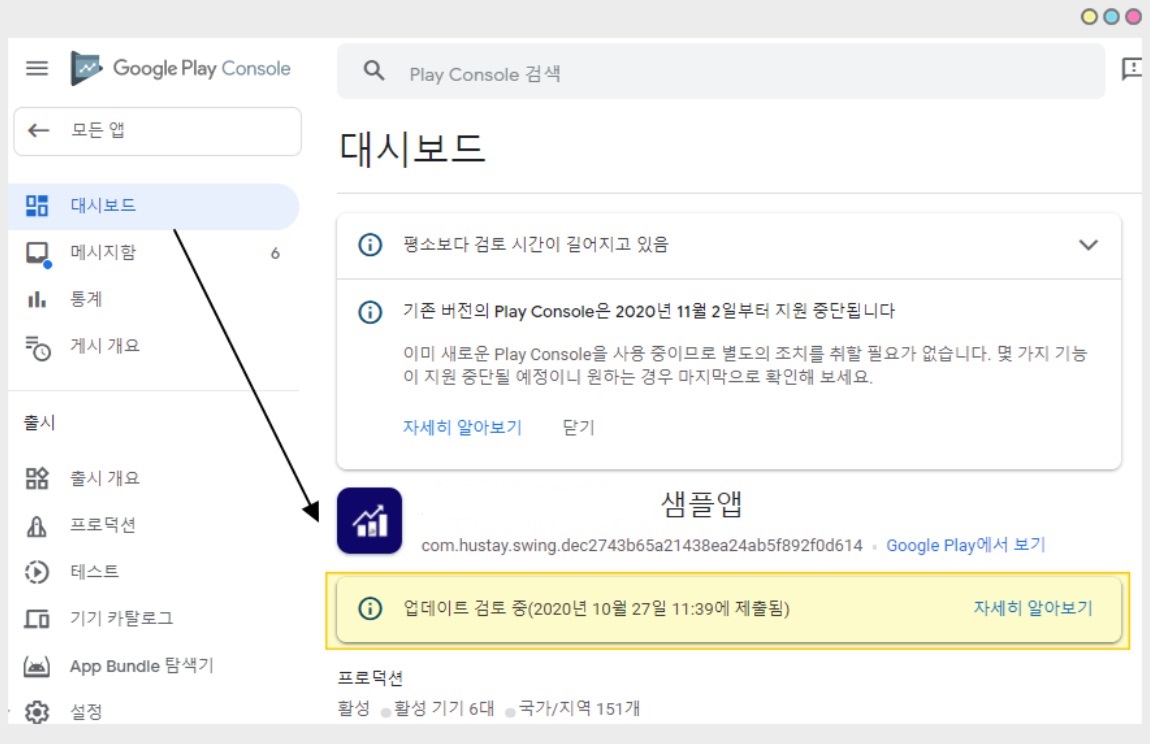 Google Play Console
Play Console 검색
모든 앱
대시보드
대시보드
메시지함 6
통계
게시 개요
출시
출시 개요
프로덕션
테스트
기기 카탈로그
App Bundle 탐색기
설정
평소보다 검토 시간이 길어지고 있음
기존 버전의 Play Console은 2020년 11월 2일부터 지원 중단됩니다
이미 새로운 Play Console을 사용 중이므로 별도의 조치를 취할 필요가 없습니다. 몇 가지 기능
이 지원 중단될 예정이니 원하는 경우 마지막으로 확인해 보세요.
자세히 알아보기 닫기
샘플앱
com.hustay.swing.dec2743b65a21438ea24ab5f892f0d614 • Google Play에서 보기
업데이트 검토 중(2020년 10월 27일 11:39에 제출됨) 자세히 알아보기
프로덕션
활성 ● 활성 기기 6대 ● 국가/지역 151개